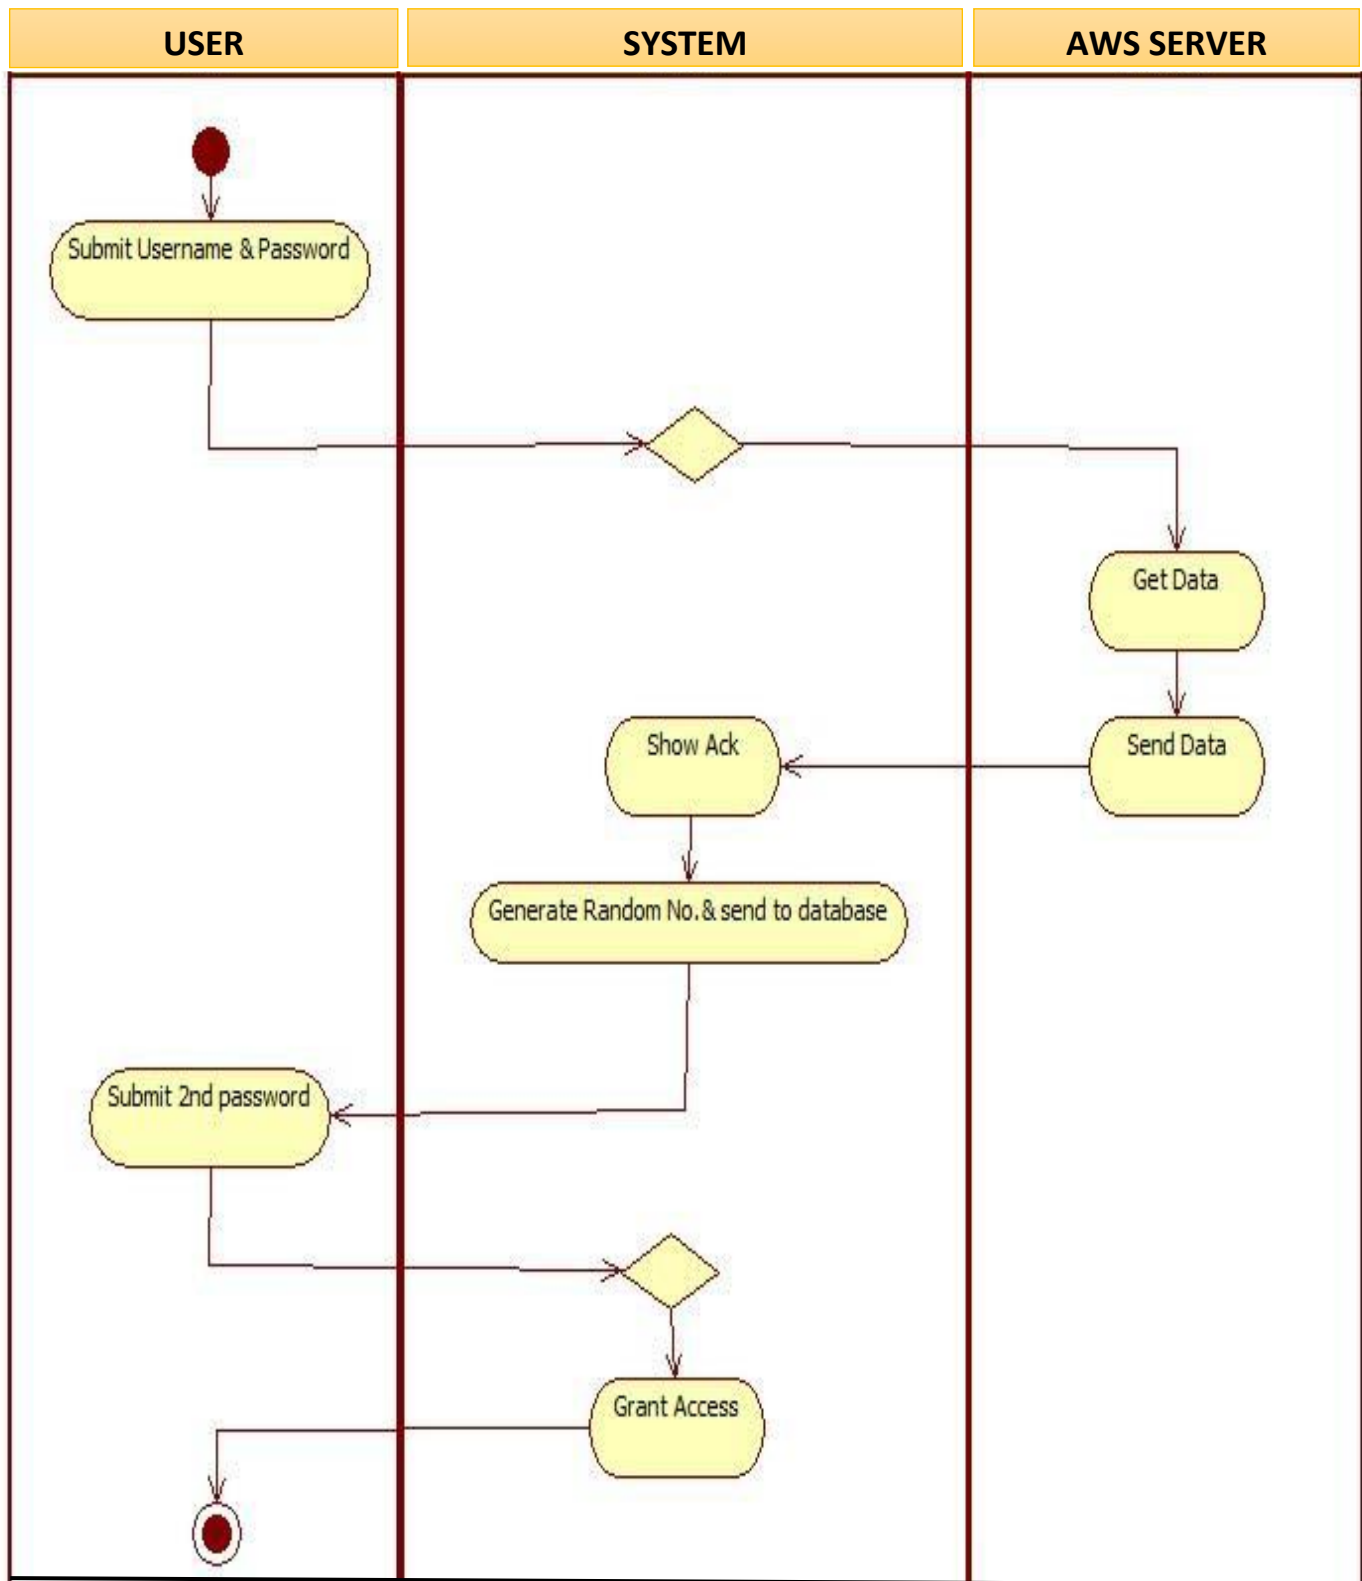 USER
SYSTEM
AWS SERVER
Submit Username & Password
Get Data
Send Data
Show Ack
Generate Random No.& send to database
Submit 2nd password
Grant Access